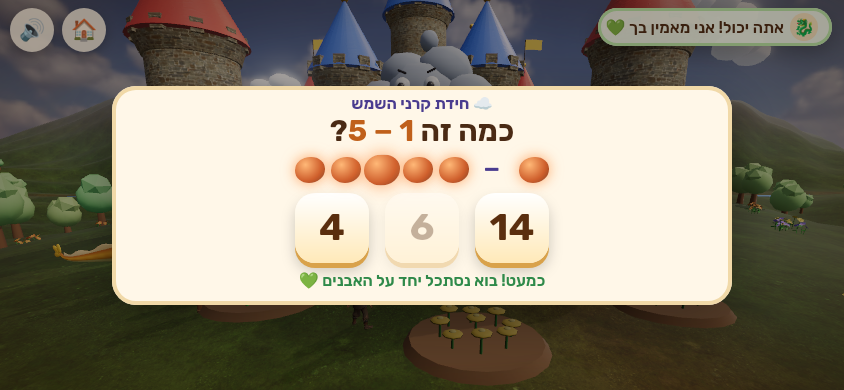 אתה יכול! אני מאמין בך 💚
☁️ חידת קרני השמש
כמה זה 5 – 1?
–
4 6 14
כמעט! בוא נסתכל יחד על האבנים 💚